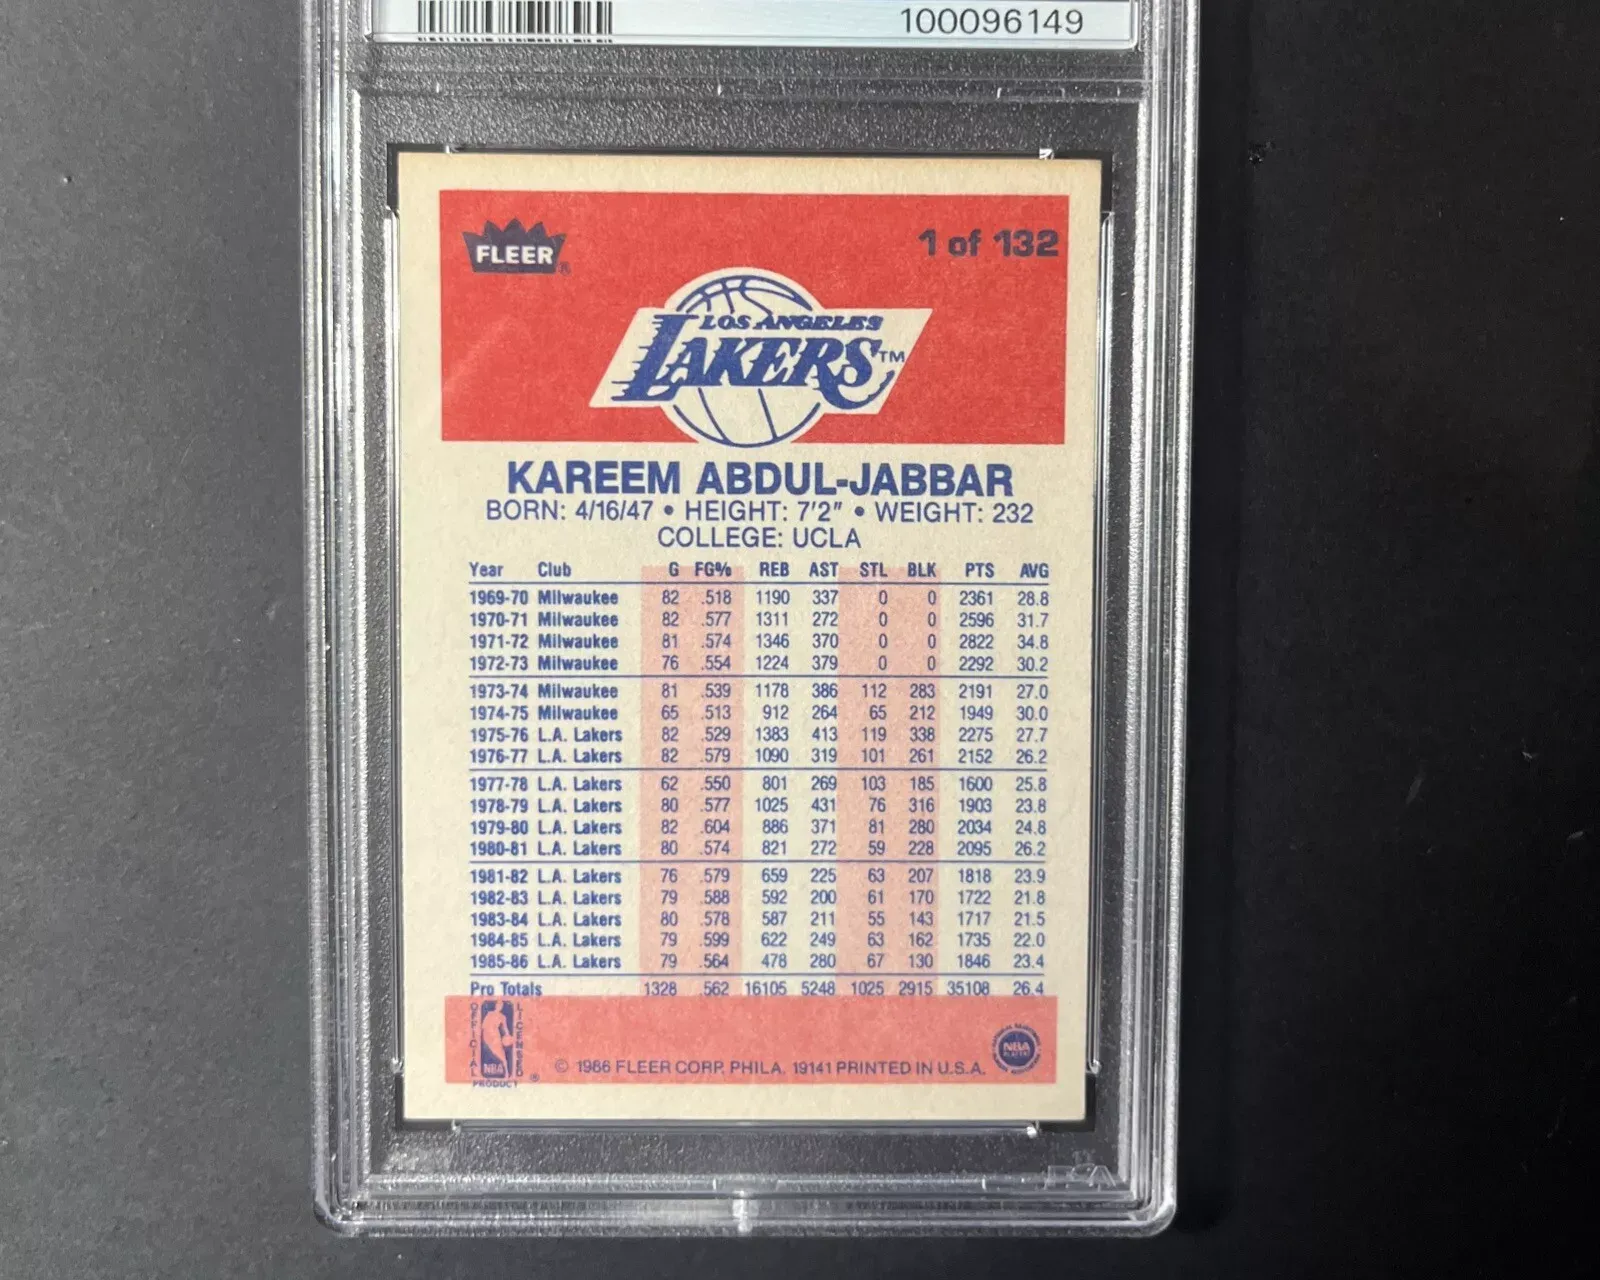 100096149
FLEER®
1 of 132
LOS ANGELES
LAKERS™
KAREEM ABDUL-JABBAR
BORN: 4/16/47 • HEIGHT: 7'2" • WEIGHT: 232
COLLEGE: UCLA
Year Club G FG% REB AST STL BLK PTS AVG
1969-70 Milwaukee 82 .518 1190 337 0 0 2361 28.8
1970-71 Milwaukee 82 .577 1311 272 0 0 2596 31.7
1971-72 Milwaukee 81 .574 1346 370 0 0 2822 34.8
1972-73 Milwaukee 76 .554 1224 379 0 0 2292 30.2
1973-74 Milwaukee 81 .539 1178 386 112 283 2191 27.0
1974-75 Milwaukee 65 .513 912 264 65 212 1949 30.0
1975-76 L.A. Lakers 82 .529 1383 413 119 338 2275 27.7
1976-77 L.A. Lakers 82 .579 1090 319 101 261 2152 26.2
1977-78 L.A. Lakers 62 .550 801 269 103 185 1600 25.8
1978-79 L.A. Lakers 80 .577 1025 431 76 316 1903 23.8
1979-80 L.A. Lakers 82 .604 886 371 81 280 2034 24.8
1980-81 L.A. Lakers 80 .574 821 272 59 228 2095 26.2
1981-82 L.A. Lakers 76 .579 659 225 63 207 1818 23.9
1982-83 L.A. Lakers 79 .588 592 200 61 170 1722 21.8
1983-84 L.A. Lakers 80 .578 587 211 55 143 1717 21.5
1984-85 L.A. Lakers 79 .599 622 249 63 162 1735 22.0
1985-86 L.A. Lakers 79 .564 478 280 67 130 1846 23.4
Pro Totals 1328 .562 16105 5248 1025 2915 35108 26.4
OFFICIAL
NBA
LICENSED
PRODUCT
®
© 1986 FLEER CORP. PHILA. 19141 PRINTED IN U.S.A.
NBA
PLAYERS
PSA